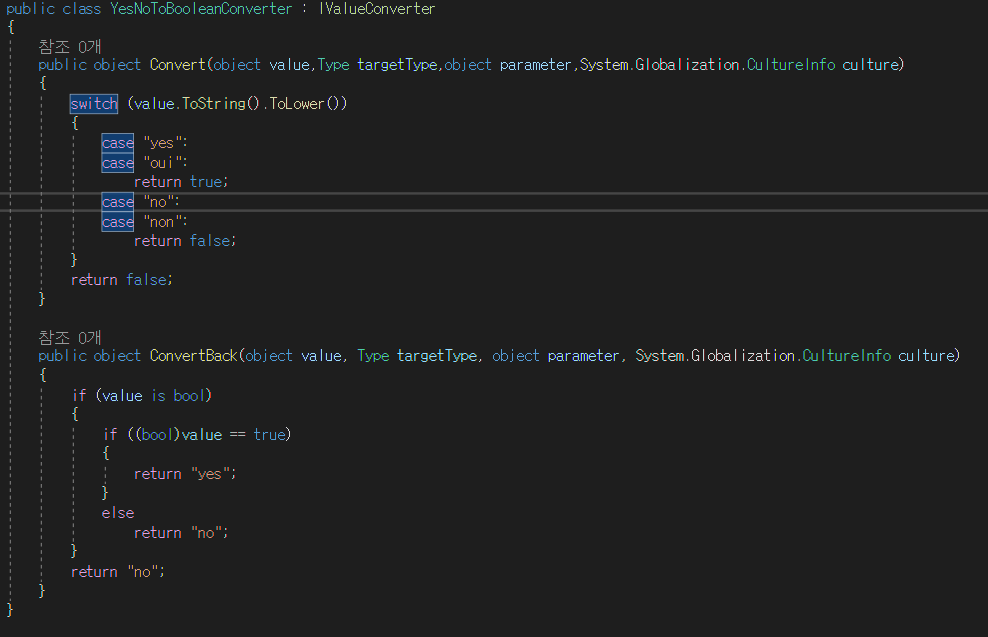 public class YesNoToBooleanConverter : IValueConverter
{
참조 0개
public object Convert(object value,Type targetType,object parameter,System.Globalization.CultureInfo culture)
{
switch (value.ToString().ToLower())
{
case "yes":
case "oui":
return true;
case "no":
case "non":
return false;
}
return false;
}
참조 0개
public object ConvertBack(object value, Type targetType, object parameter, System.Globalization.CultureInfo culture)
{
if (value is bool)
{
if ((bool)value == true)
{
return "yes";
}
else
return "no";
}
return "no";
}
}